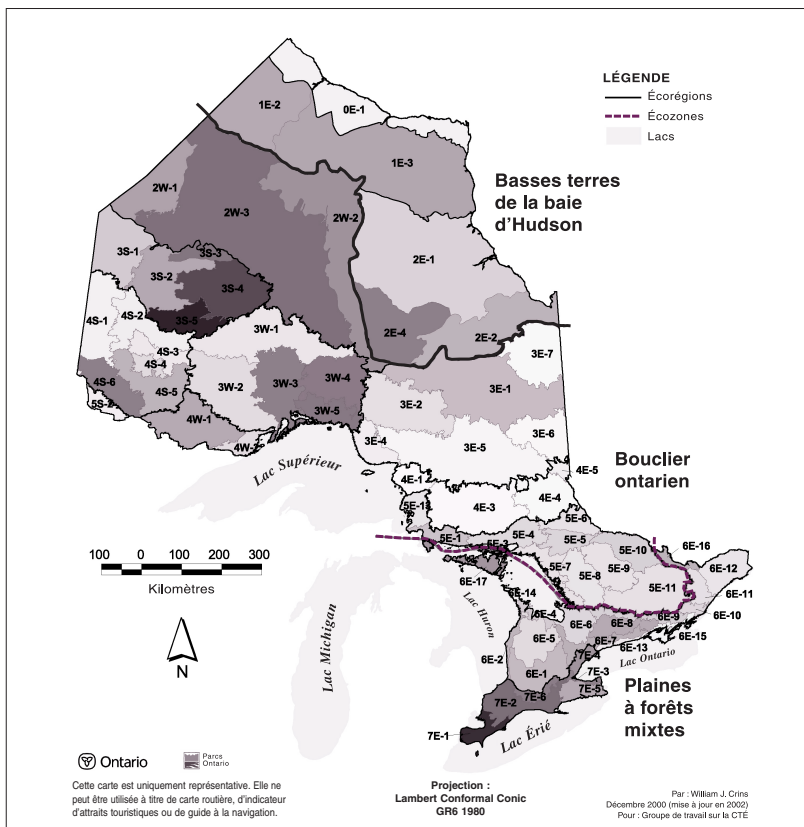 LÉGENDE
Écorégions
Écozones
Lacs
1E-2
0E-1
1E-3
Basses terres
de la baie
d'Hudson
2W-1
2W-3
2W-2
2E-1
3S-1
3S-3
3S-2
3S-4
3S-5
2E-4
2E-2
4S-1
4S-2
3W-1
3E-7
4S-3
4S-4
4S-6
4S-5
3W-2
3W-3
3W-4
3E-2
3E-1
5S-2
4W-1
3W-5
4W-2
3E-4
3E-5
3E-6
Lac Supérieur
4E-5
Bouclier
ontarien
4E-1
4E-3
4E-4
5E-13
5E-6
5E-1
5E-4
6E-3
5E-5
5E-10
6E-16
6E-12
5E-7
5E-8
5E-9
5E-11
6E-17
6E-14
6E-11
6E-10
6E-4
6E-9
6E-15
Lac Huron
6E-6
6E-8
6E-5
6E-7
6E-13
Lac Ontario
6E-2
7E-4
6E-1
7E-3
7E-6
7E-5
7E-2
7E-1
Plaines
à forêts
mixtes
Lac Michigan
Lac Érié
100 0 100 200 300
Kilomètres
N
Ontario
Parcs
Ontario
Cette carte est uniquement représentative. Elle ne
peut être utilisée à titre de carte routière, d'indicateur
d'attraits touristiques ou de guide à la navigation.
Projection :
Lambert Conformal Conic
GR6 1980
Par : William J. Crins
Décembre 2000 (mise à jour en 2002)
Pour : Groupe de travail sur la CTÉ